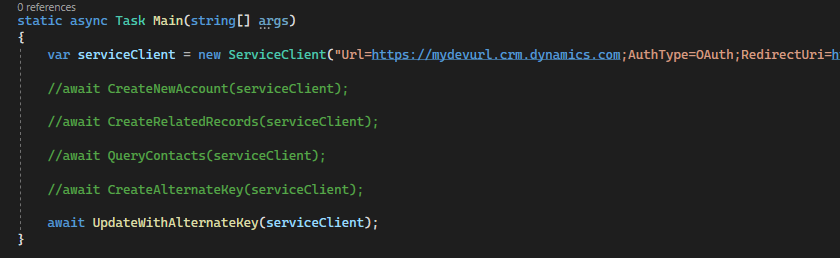 0 references
static async Task Main(string[] args)
{
var serviceClient = new ServiceClient("Url=https://mydevurl.crm.dynamics.com;AuthType=OAuth;RedirectUri=h
//await CreateNewAccount(serviceClient);
//await CreateRelatedRecords(serviceClient);
//await QueryContacts(serviceClient);
//await CreateAlternateKey(serviceClient);
await UpdateWithAlternateKey(serviceClient);
}